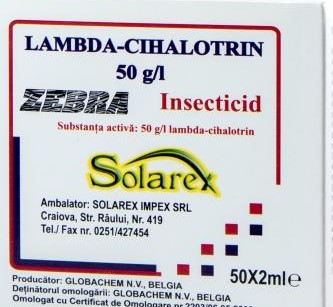 LAMBDA-CIHALOTRIN
50 g/l
ZEBRA Insecticid
Substanța activă: 50 g/l lambda-cihalotrin
Solarex
Ambalator: SOLAREX IMPEX SRL
Craiova, Str. Râului, Nr. 419
Tel./ Fax nr. 0251/427454
50X2ml℮
Producător: GLOBACHEM N.V., BELGIA
Deținătorul omologării: GLOBACHEM N.V., BELGIA
Omologat cu Certificat de Omologare nr